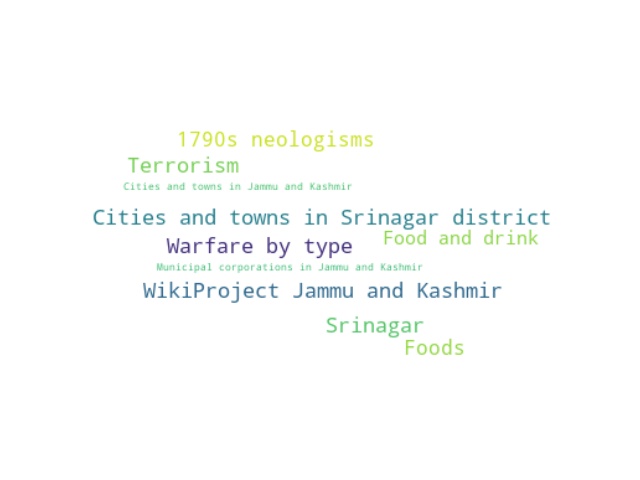 1790s neologisms
Terrorism
Cities and towns in Jammu and Kashmir
Cities and towns in Srinagar district
Food and drink
Warfare by type
Municipal corporations in Jammu and Kashmir
WikiProject Jammu and Kashmir
Srinagar
Foods